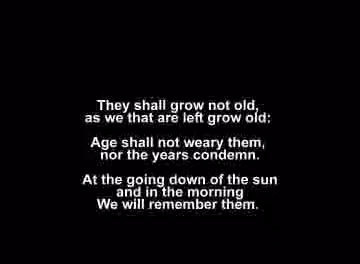 They shall grow not old,
as we that are left grow old:
Age shall not weary them,
nor the years condemn.
At the going down of the sun
and in the morning
We will remember them.